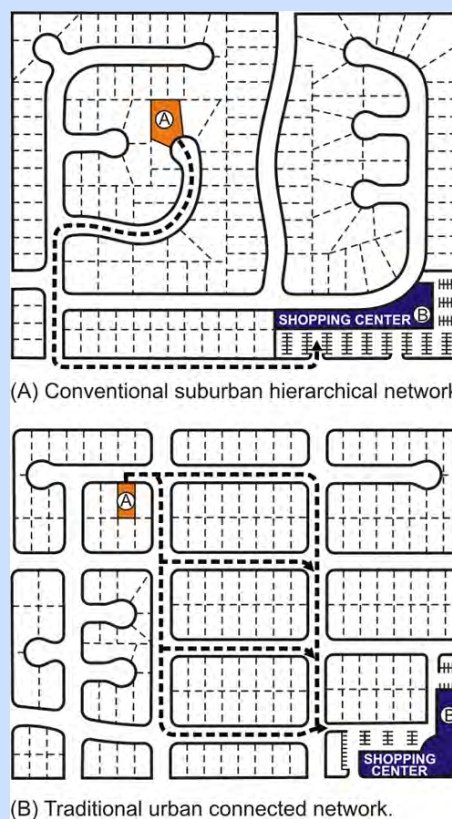 A
B
SHOPPING CENTER
(A) Conventional suburban hierarchical network
A
B
SHOPPING
CENTER
(B) Traditional urban connected network.